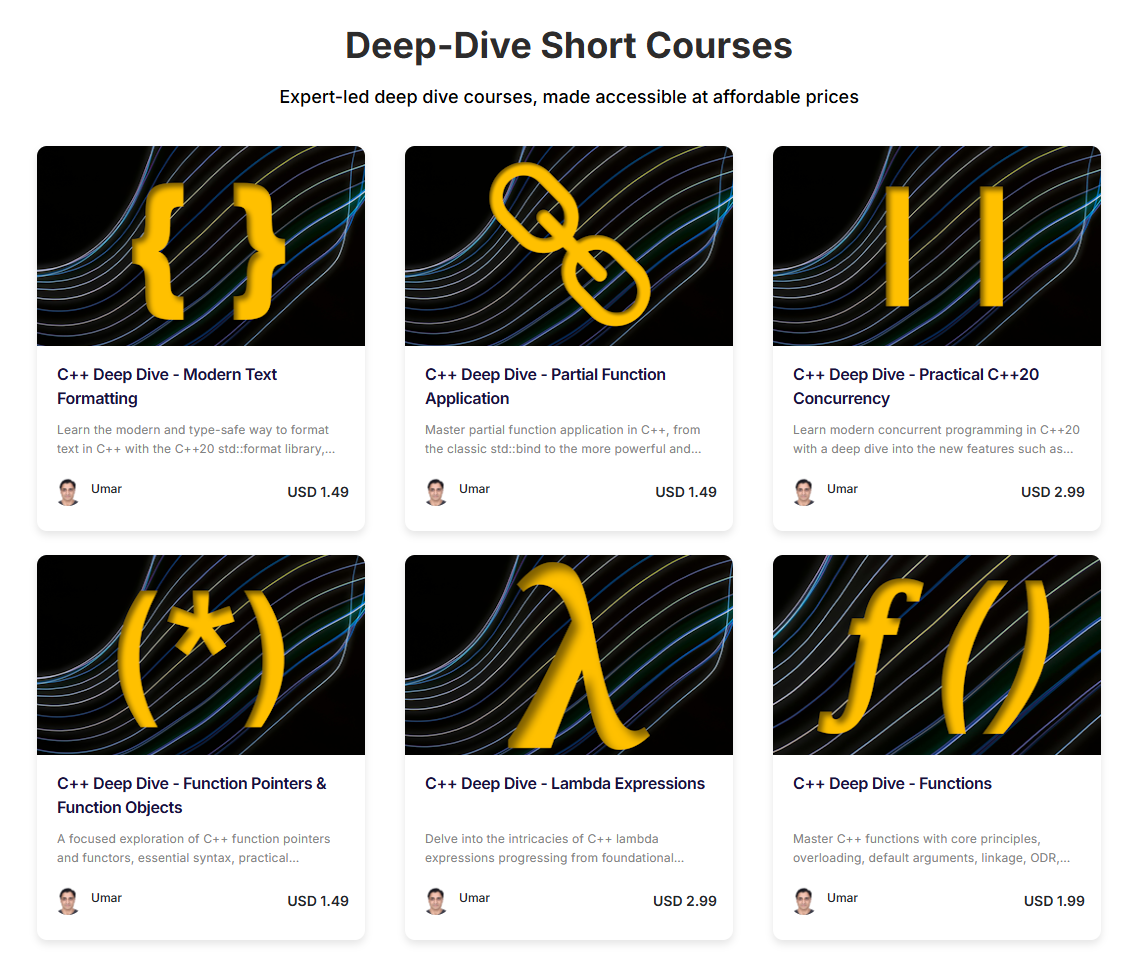 Deep-Dive Short Courses
Expert-led deep dive courses, made accessible at affordable prices
{ }
C++ Deep Dive - Modern Text
Formatting
Learn the modern and type-safe way to format
text in C++ with the C++20 std::format library,...
Umar
USD 1.49
C++ Deep Dive - Partial Function
Application
Master partial function application in C++, from
the classic std::bind to the more powerful and...
Umar
USD 1.49
||
C++ Deep Dive - Practical C++20
Concurrency
Learn modern concurrent programming in C++20
with a deep dive into the new features such as...
Umar
USD 2.99
(*)
C++ Deep Dive - Function Pointers &
Function Objects
A focused exploration of C++ function pointers
and functors, essential syntax, practical...
Umar
USD 1.49
λ
C++ Deep Dive - Lambda Expressions
Delve into the intricacies of C++ lambda
expressions progressing from foundational...
Umar
USD 2.99
f ()
C++ Deep Dive - Functions
Master C++ functions with core principles,
overloading, default arguments, linkage, ODR,...
Umar
USD 1.99